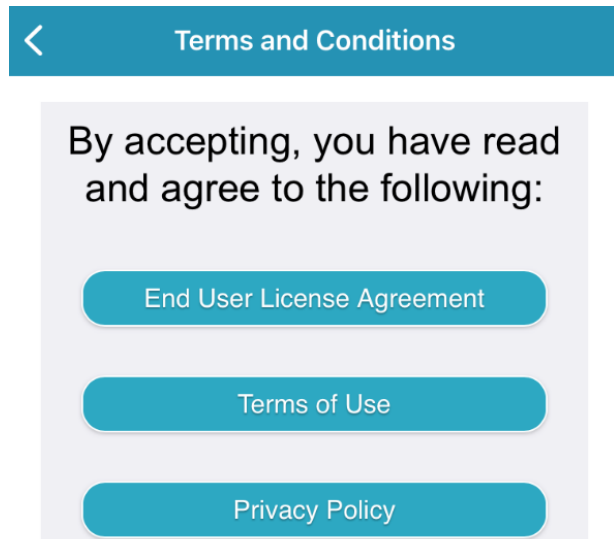 Terms and Conditions
By accepting, you have read
and agree to the following:
End User License Agreement
Terms of Use
Privacy Policy